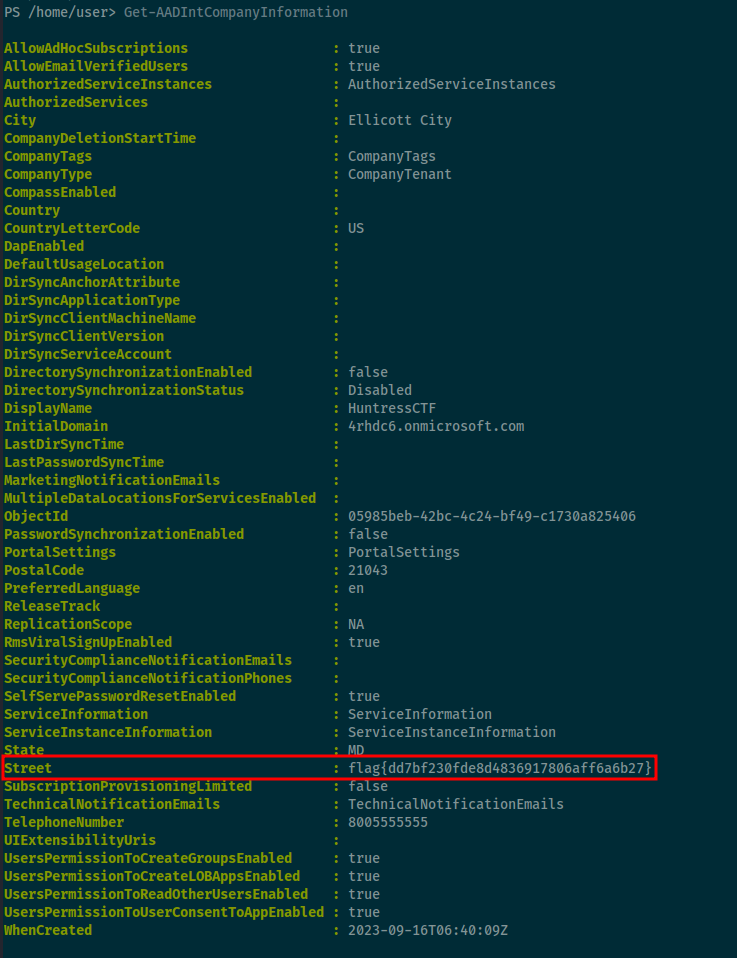 PS /home/user> Get-AADIntCompanyInformation
AllowAdHocSubscriptions : true
AllowEmailVerifiedUsers : true
AuthorizedServiceInstances : AuthorizedServiceInstances
AuthorizedServices :
City : Ellicott City
CompanyDeletionStartTime :
CompanyTags : CompanyTags
CompanyType : CompanyTenant
CompassEnabled :
Country :
CountryLetterCode : US
DapEnabled :
DefaultUsageLocation :
DirSyncAnchorAttribute :
DirSyncApplicationType :
DirSyncClientMachineName :
DirSyncClientVersion :
DirSyncServiceAccount :
DirectorySynchronizationEnabled : false
DirectorySynchronizationStatus : Disabled
DisplayName : HuntressCTF
InitialDomain : 4rhdc6.onmicrosoft.com
LastDirSyncTime :
LastPasswordSyncTime :
MarketingNotificationEmails :
MultipleDataLocationsForServicesEnabled :
ObjectId : 05985beb-42bc-4c24-bf49-c1730a825406
PasswordSynchronizationEnabled : false
PortalSettings : PortalSettings
PostalCode : 21043
PreferredLanguage : en
ReleaseTrack :
ReplicationScope : NA
RmsViralSignUpEnabled : true
SecurityComplianceNotificationEmails :
SecurityComplianceNotificationPhones :
SelfServePasswordResetEnabled : true
ServiceInformation : ServiceInformation
ServiceInstanceInformation : ServiceInstanceInformation
State : MD
Street : flag{dd7bf230fde8d4836917806aff6a6b27}
SubscriptionProvisioningLimited : false
TechnicalNotificationEmails : TechnicalNotificationEmails
TelephoneNumber : 8005555555
UIExtensibilityUris :
UsersPermissionToCreateGroupsEnabled : true
UsersPermissionToCreateLOBAppsEnabled : true
UsersPermissionToReadOtherUsersEnabled : true
UsersPermissionToUserConsentToAppEnabled : true
WhenCreated : 2023-09-16T06:40:09Z